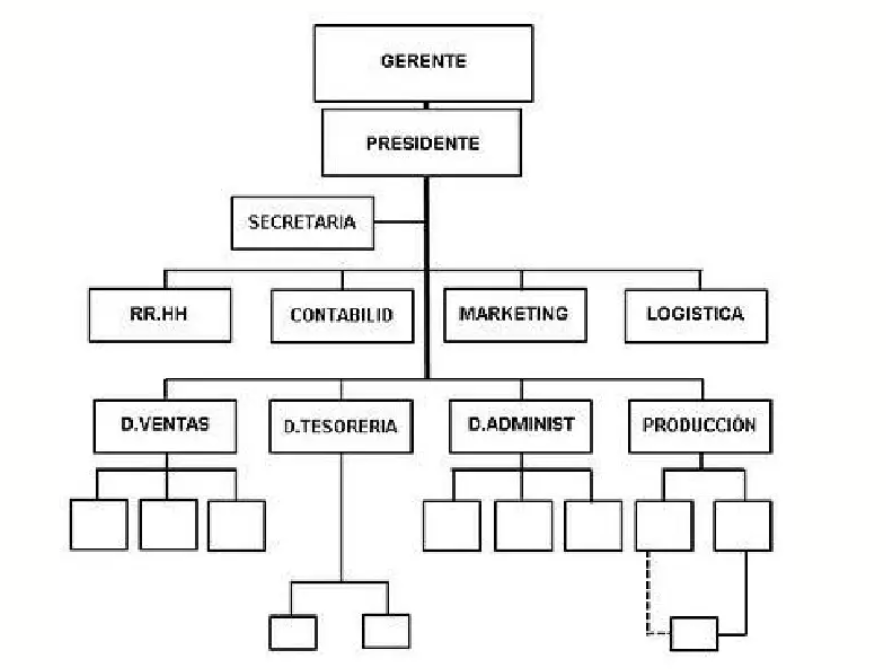 GERENTE
PRESIDENTE
SECRETARIA
RR.HH
CONTABILID
MARKETING
LOGISTICA
D.VENTAS
D.TESORERIA
D.ADMINIST
PRODUCCIÓN